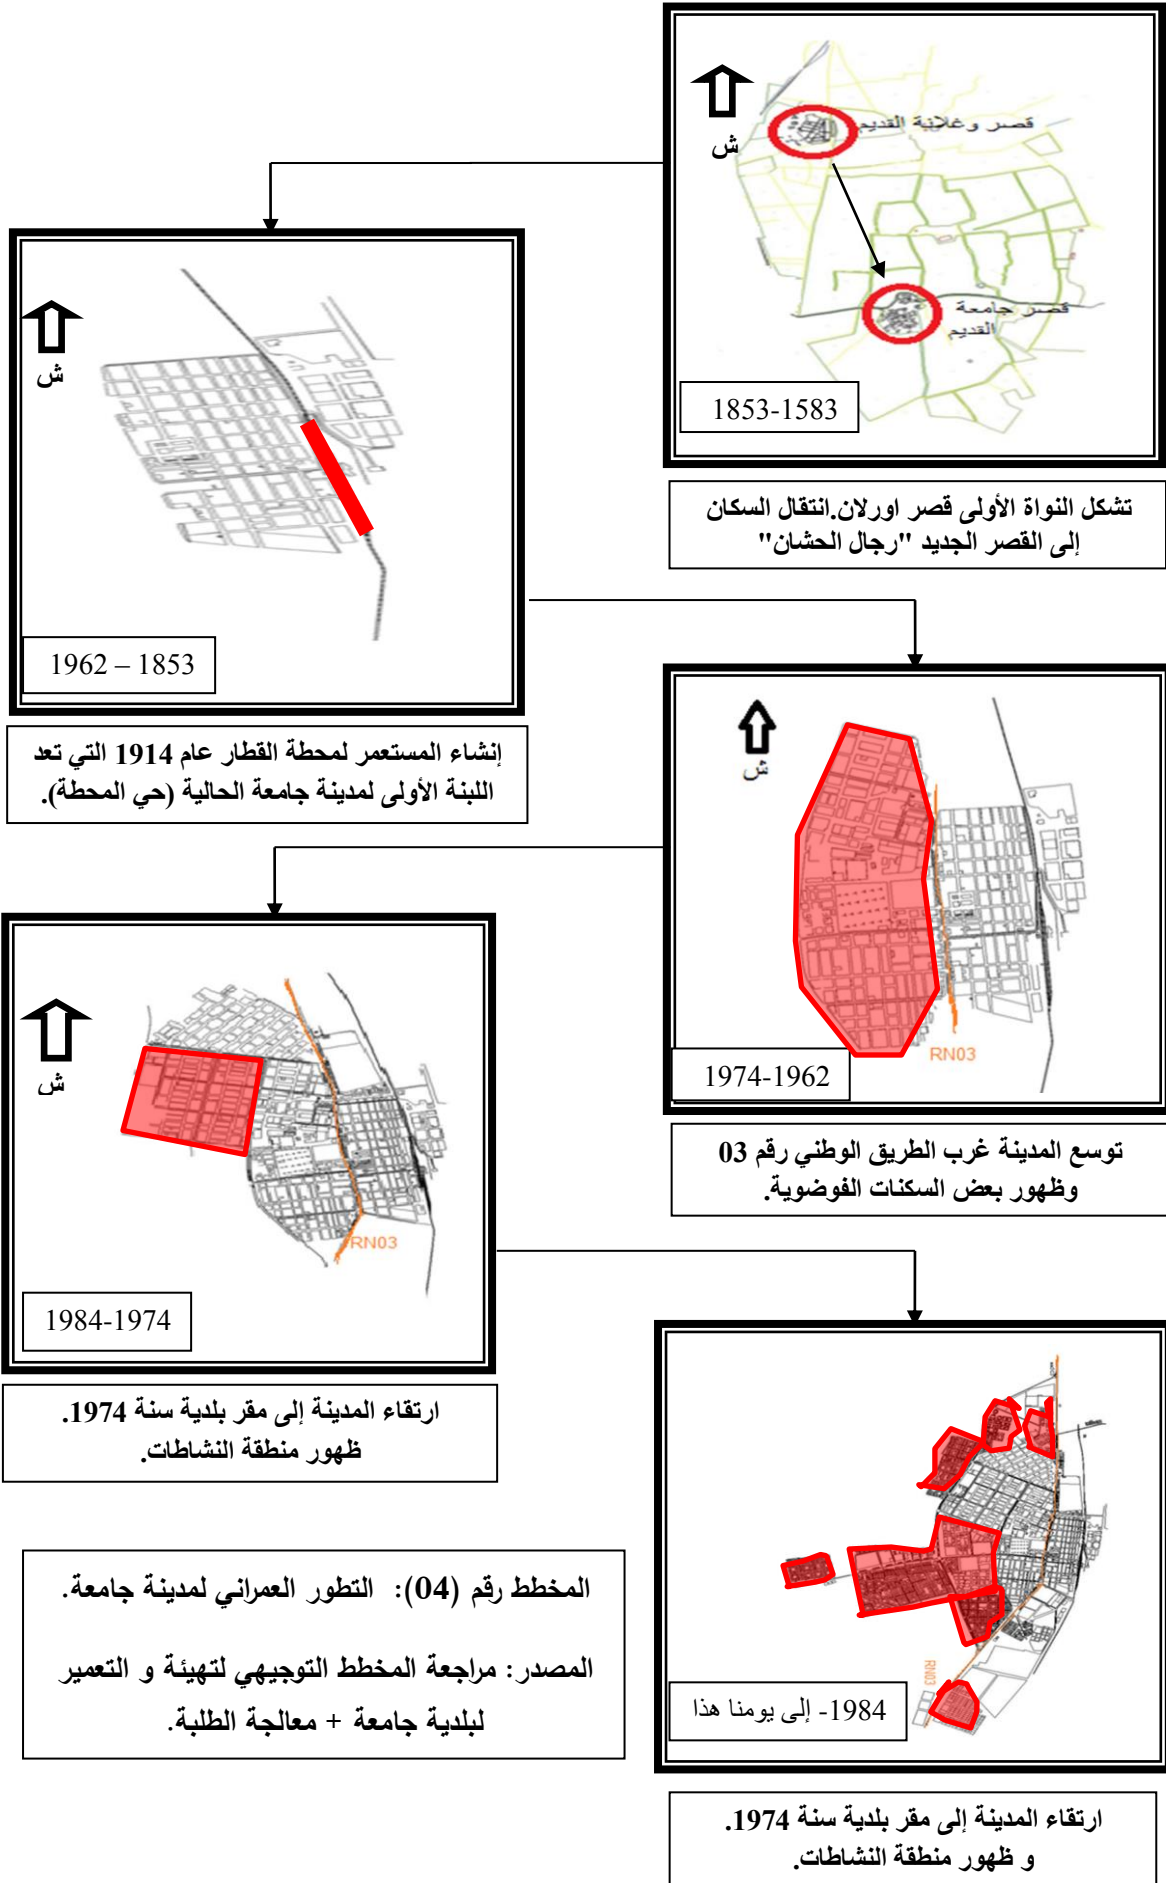 ش
قصر وغلانة القديم
قصر جامعة
القديم
1853-1583
تشكل النواة الأولى قصر اورلان.انتقال السكان
إلى القصر الجديد "رجال الحشان"
ش
1962 – 1853
إنشاء المستعمر لمحطة القطار عام 1914 التي تعد
اللبنة الأولى لمدينة جامعة الحالية (حي المحطة).
ش
RN03
1974-1962
توسع المدينة غرب الطريق الوطني رقم 03
وظهور بعض السكنات الفوضوية.
ش
RN03
1984-1974
ارتقاء المدينة إلى مقر بلدية سنة 1974.
ظهور منطقة النشاطات.
RN03
1984- إلى يومنا هذا
ارتقاء المدينة إلى مقر بلدية سنة 1974.
و ظهور منطقة النشاطات.
المخطط رقم (04): التطور العمراني لمدينة جامعة.
المصدر: مراجعة المخطط التوجيهي لتهيئة و التعمير
لبلدية جامعة + معالجة الطلبة.